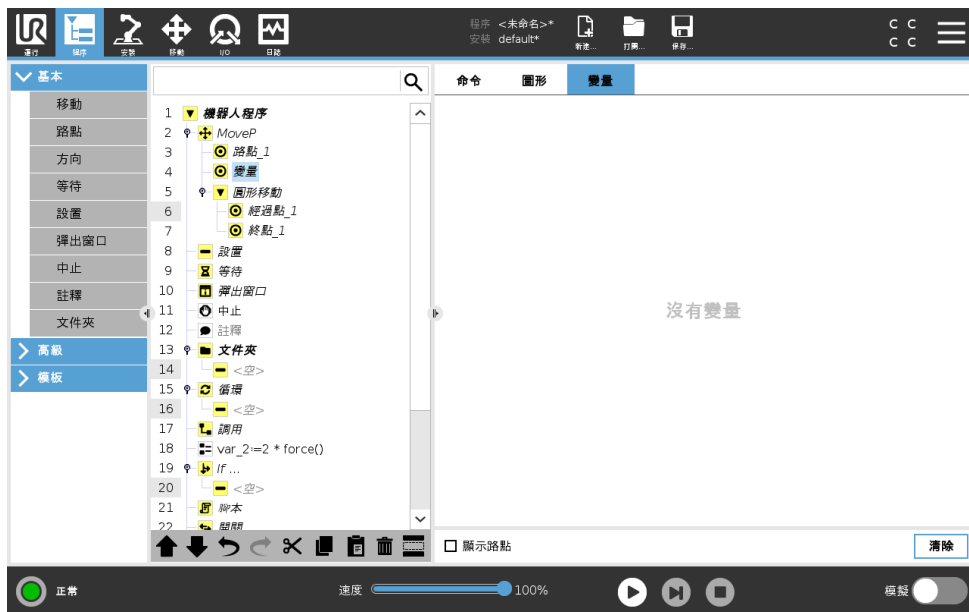 程序 <未命名>*
安裝 default*
運行
程序
安裝
移動
I/O
日誌
新建...
打開...
保存...
C C
C C
基本
移動
路點
方向
等待
設置
彈出窗口
中止
註釋
文件夾
高級
模板
1 機器人程序
2 MoveP
3 路點_1
4 變量
5 圓形移動
6 經過點_1
7 終點_1
8 設置
9 等待
10 彈出窗口
11 中止
12 註釋
13 文件夾
14 <空>
15 循環
16 <空>
17 調用
18 var_2:=2 * force()
19 If ...
20 <空>
21 腳本
22 開關
命令 圖形 變量
沒有變量
顯示路點
清除
正常
速度 100%
模擬